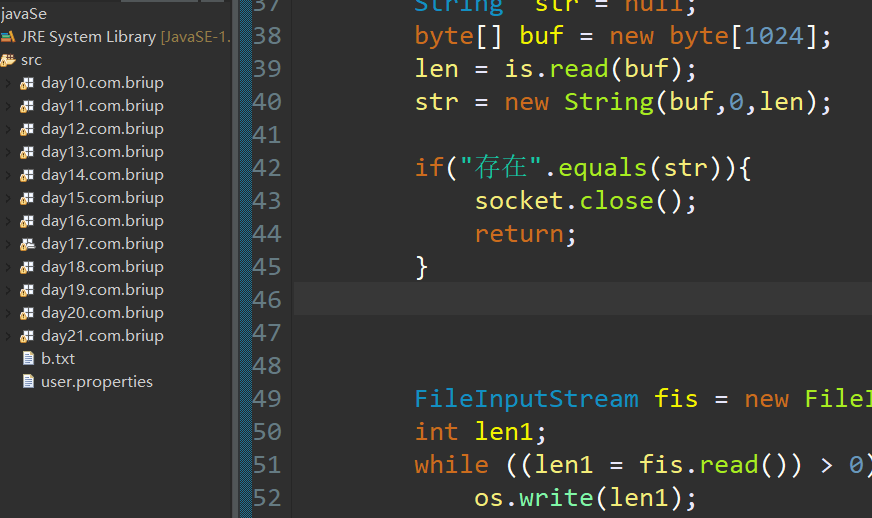 javaSe
JRE System Library [JavaSE-1.
src
day10.com.briup
day11.com.briup
day12.com.briup
day13.com.briup
day14.com.briup
day15.com.briup
day16.com.briup
day17.com.briup
day18.com.briup
day19.com.briup
day20.com.briup
day21.com.briup
b.txt
user.properties
37 String str = null;
38 byte[] buf = new byte[1024];
39 len = is.read(buf);
40 str = new String(buf,0,len);
41
42 if("存在".equals(str)){
43 socket.close();
44 return;
45 }
46
47
48
49 FileInputStream fis = new FileI
50 int len1;
51 while ((len1 = fis.read()) > 0)
52 os.write(len1);